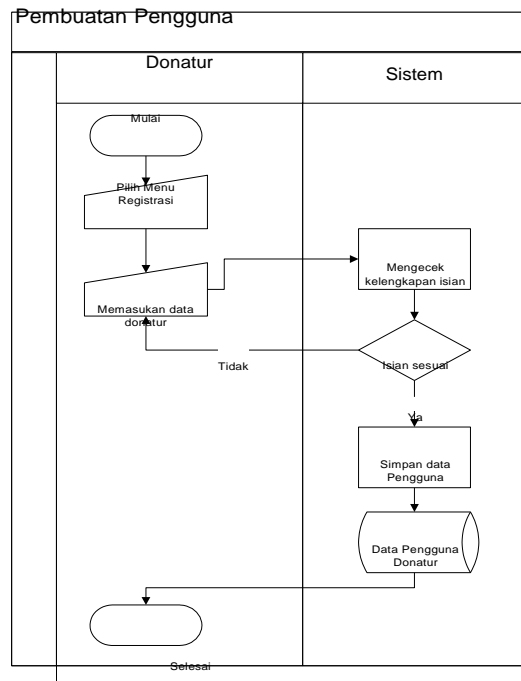 Pembuatan Pengguna
Donatur
Sistem
Mulai
Pilih Menu
Registrasi
Memasukan data
donatur
Mengecek
kelengkapan isian
Isian sesuai
Tidak
Ya
Simpan data
Pengguna
Data Pengguna
Donatur
Selesai